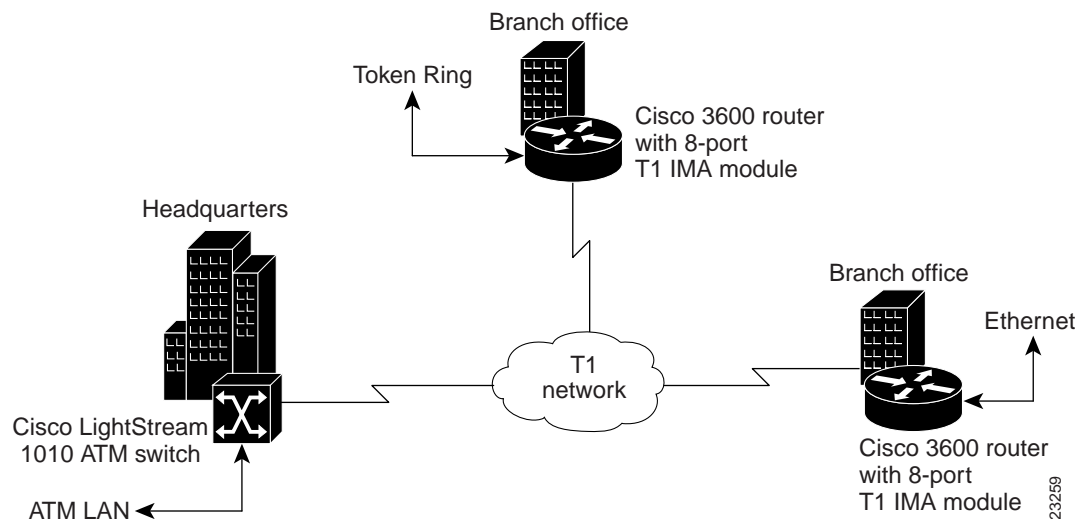 Branch office
Token Ring
Cisco 3600 router
with 8-port
T1 IMA module
Headquarters
Branch office
Ethernet
T1
network
Cisco LightStream
1010 ATM switch
Cisco 3600 router
with 8-port
T1 IMA module
ATM LAN
23259